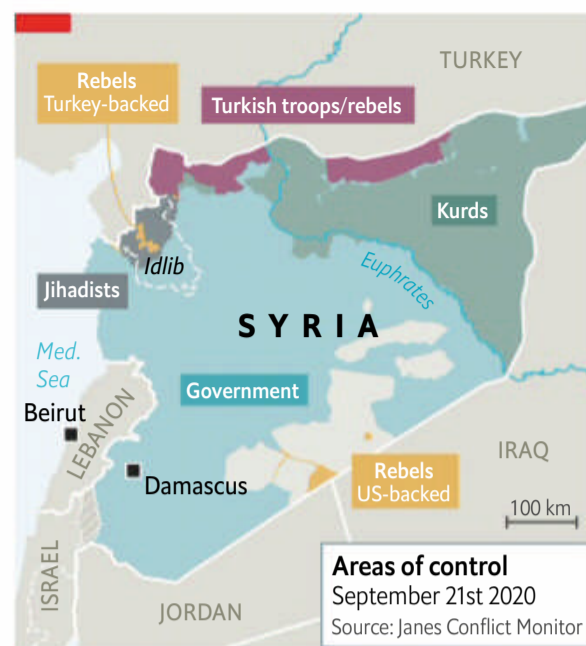 TURKEY
Rebels
Turkey-backed
Turkish troops/rebels
Kurds
Idlib
Jihadists
Euphrates
SYRIA
Med.
Sea
Government
Beirut
LEBANON
Damascus
IRAQ
Rebels
US-backed
100 km
ISRAEL
JORDAN
Areas of control
September 21st 2020
Source: Janes Conflict Monitor